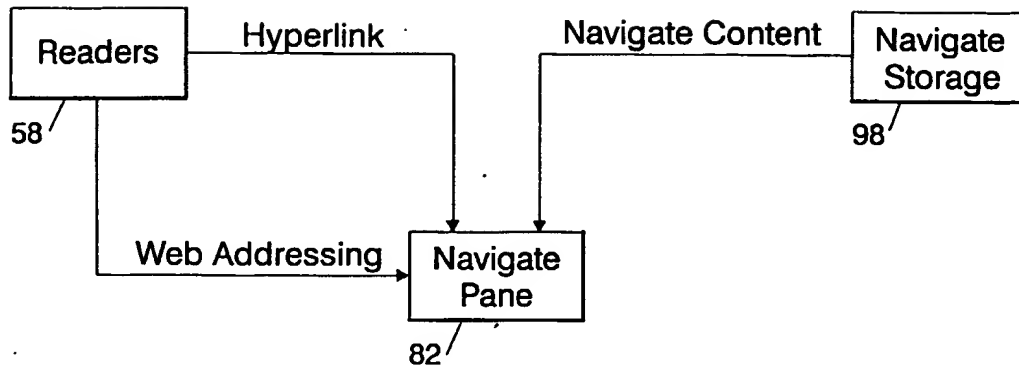 Readers
Hyperlink
Navigate Content
Navigate
Storage
58
98
Web Addressing
Navigate
Pane
82